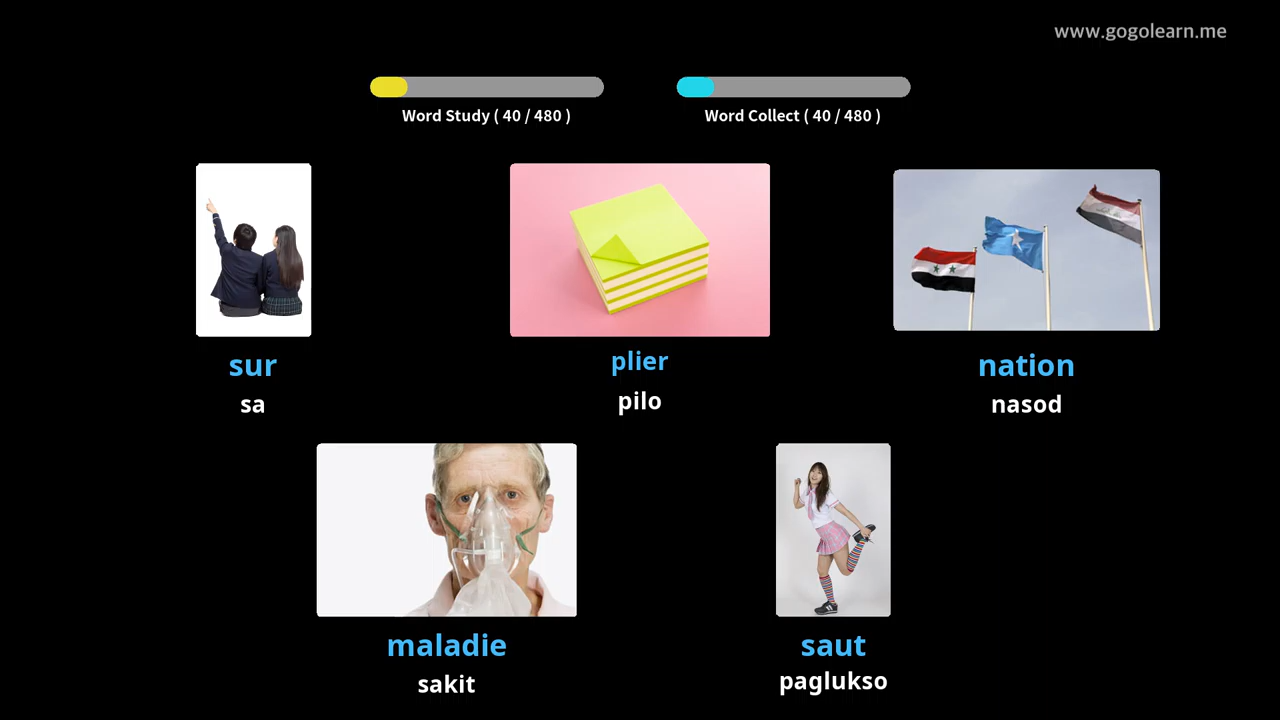 www.gogolearn.me
Word Study ( 40 / 480 )
Word Collect ( 40 / 480 )
sur
sa
plier
pilo
nation
nasod
maladie
sakit
saut
paglukso